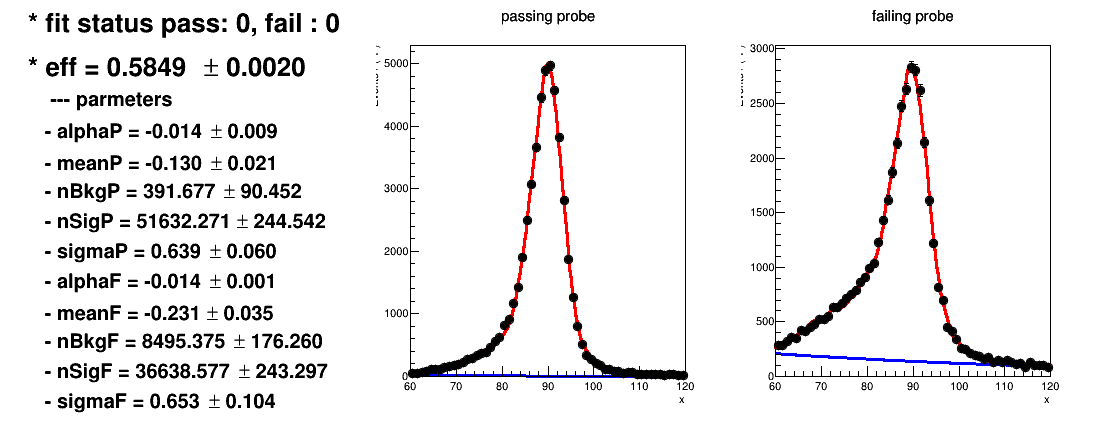 * fit status pass: 0, fail : 0
* eff = 0.5849 ± 0.0020
--- parmeters
- alphaP = -0.014 ± 0.009
- meanP = -0.130 ± 0.021
- nBkgP = 391.677 ± 90.452
- nSigP = 51632.271 ± 244.542
- sigmaP = 0.639 ± 0.060
- alphaF = -0.014 ± 0.001
- meanF = -0.231 ± 0.035
- nBkgF = 8495.375 ± 176.260
- nSigF = 36638.577 ± 243.297
- sigmaF = 0.653 ± 0.104
passing probe
5000
4000
3000
2000
1000
0
60 70 80 90 100 110 120
x
failing probe
3000
2500
2000
1500
1000
500
0
60 70 80 90 100 110 120
x